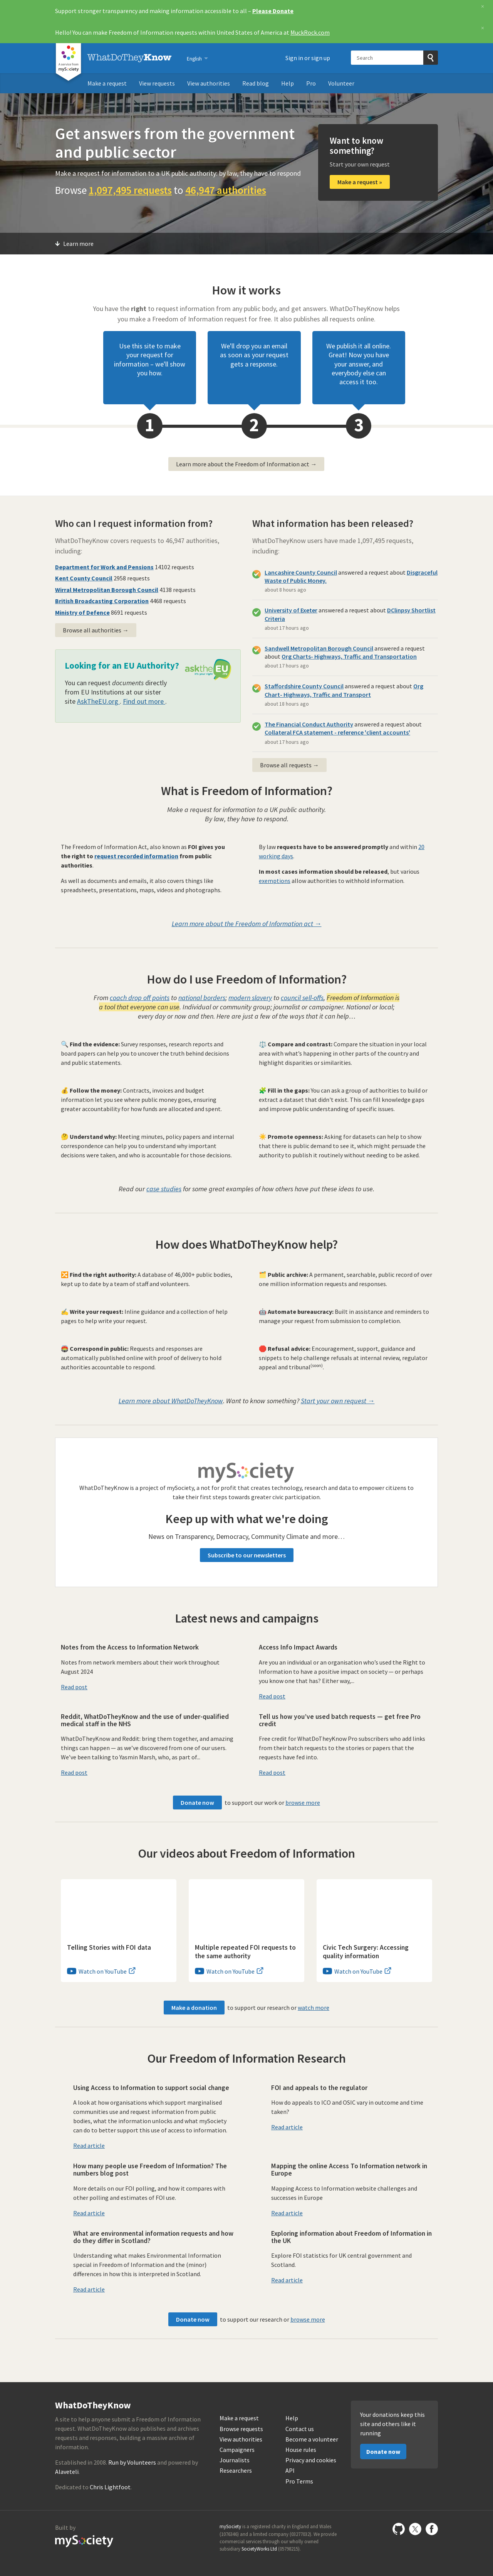 Support stronger transparency and making information accessible to all – Please Donate
×
Hello! You can make Freedom of Information requests within United States of America at MuckRock.com
×
mySociety
WhatDoTheyKnow
English
Sign in or sign up
Search
Make a request
View requests
View authorities
Read blog
Help
Pro
Volunteer
Get answers from the government
and public sector
Make a request for information to a UK public authority: by law, they have to respond
Browse 1,097,495 requests to 46,947 authorities
Want to know
something?
Start your own request
Make a request »
Learn more
How it works
You have the right to request information from any public body, and get answers. WhatDoTheyKnow helps
you make a Freedom of Information request for free. It also publishes all requests online.
Use this site to make
your request for
information – we'll show
you how.
We'll drop you an email
as soon as your request
gets a response.
We publish it all online.
Great! Now you have
your answer, and
everybody else can
access it too.
1
2
3
Learn more about the Freedom of Information act →
Who can I request information from?
WhatDoTheyKnow covers requests to 46,947 authorities,
including:
Department for Work and Pensions 14102 requests
Kent County Council 2958 requests
Wirral Metropolitan Borough Council 4138 requests
British Broadcasting Corporation 4468 requests
Ministry of Defence 8691 requests
Browse all authorities →
Looking for an EU Authority?
asktheEU
You can request documents directly
from EU Institutions at our sister
site AskTheEU.org . Find out more .
What information has been released?
WhatDoTheyKnow users have made 1,097,495 requests,
including:
Lancashire County Council answered a request about Disgraceful
Waste of Public Money.
about 8 hours ago
University of Exeter answered a request about DClinpsy Shortlist
Criteria
about 17 hours ago
Sandwell Metropolitan Borough Council answered a request
about Org Charts- Highways, Traffic and Transportation
about 17 hours ago
Staffordshire County Council answered a request about Org
Chart- Highways, Traffic and Transport
about 18 hours ago
The Financial Conduct Authority answered a request about
Collateral FCA statement - reference 'client accounts'
about 17 hours ago
Browse all requests →
What is Freedom of Information?
Make a request for information to a UK public authority.
By law, they have to respond.
The Freedom of Information Act, also known as FOI gives you
the right to request recorded information from public
authorities.
As well as documents and emails, it also covers things like
spreadsheets, presentations, maps, videos and photographs.
By law requests have to be answered promptly and within 20
working days.
In most cases information should be released, but various
exemptions allow authorities to withhold information.
Learn more about the Freedom of Information act →
How do I use Freedom of Information?
From coach drop off points to national borders; modern slavery to council sell-offs, Freedom of Information is
a tool that everyone can use. Individual or community group; journalist or campaigner. National or local;
every day or now and then. Here are just a few of the ways that it can help…
🔍 Find the evidence: Survey responses, research reports and
board papers can help you to uncover the truth behind decisions
and public statements.
⚖️ Compare and contrast: Compare the situation in your local
area with what's happening in other parts of the country and
highlight disparities or similarities.
💰 Follow the money: Contracts, invoices and budget
information let you see where public money goes, ensuring
greater accountability for how funds are allocated and spent.
🧩 Fill in the gaps: You can ask a group of authorities to build or
extract a dataset that didn't exist. This can fill knowledge gaps
and improve public understanding of specific issues.
🤔 Understand why: Meeting minutes, policy papers and internal
correspondence can help you to understand why important
decisions were taken, and who is accountable for those decisions.
☀️ Promote openness: Asking for datasets can help to show
that there is public demand to see it, which might persuade the
authority to publish it routinely without needing to be asked.
Read our case studies for some great examples of how others have put these ideas to use.
How does WhatDoTheyKnow help?
🔀 Find the right authority: A database of 46,000+ public bodies,
kept up to date by a team of staff and volunteers.
🗂️ Public archive: A permanent, searchable, public record of over
one million information requests and responses.
✍️ Write your request: Inline guidance and a collection of help
pages to help write your request.
🤖 Automate bureaucracy: Built in assistance and reminders to
manage your request from submission to completion.
📮 Correspond in public: Requests and responses are
automatically published online with proof of delivery to hold
authorities accountable to respond.
🛑 Refusal advice: Encouragement, support, guidance and
snippets to help challenge refusals at internal review, regulator
appeal and tribunal(soon).
Learn more about WhatDoTheyKnow. Want to know something? Start your own request →
mySociety
WhatDoTheyKnow is a project of mySociety, a not for profit that creates technology, research and data to empower citizens to
take their first steps towards greater civic participation.
Keep up with what we're doing
News on Transparency, Democracy, Community Climate and more…
Subscribe to our newsletters
Latest news and campaigns
Notes from the Access to Information Network
Notes from network members about their work throughout
August 2024
Read post
Access Info Impact Awards
Are you an individual or an organisation who's used the Right to
Information to have a positive impact on society — or perhaps
you know one that has? Either way,...
Read post
Reddit, WhatDoTheyKnow and the use of under-qualified
medical staff in the NHS
WhatDoTheyKnow and Reddit: bring them together, and amazing
things can happen — as we've discovered from one of our users.
We've been talking to Yasmin Marsh, who, as part of...
Read post
Tell us how you've used batch requests — get free Pro
credit
Free credit for WhatDoTheyKnow Pro subscribers who add links
from their batch requests to the stories or papers that the
requests have fed into.
Read post
Donate now to support our work or browse more
Our videos about Freedom of Information
Telling Stories with FOI data
Watch on YouTube
Multiple repeated FOI requests to
the same authority
Watch on YouTube
Civic Tech Surgery: Accessing
quality information
Watch on YouTube
Make a donation to support our research or watch more
Our Freedom of Information Research
Using Access to Information to support social change
A look at how organisations which support marginalised
communities use and request information from public
bodies, what the information unlocks and what mySociety
can do to better support this use of access to information.
Read article
FOI and appeals to the regulator
How do appeals to ICO and OSIC vary in outcome and time
taken?
Read article
How many people use Freedom of Information? The
numbers blog post
More details on our FOI polling, and how it compares with
other polling and estimates of FOI use.
Read article
Mapping the online Access To Information network in
Europe
Mapping Access to Information website challenges and
successes in Europe
Read article
What are environmental information requests and how
do they differ in Scotland?
Understanding what makes Environmental Information
special in Freedom of Information and the (minor)
differences in how this is interpreted in Scotland.
Read article
Exploring information about Freedom of Information in
the UK
Explore FOI statistics for UK central government and
Scotland.
Read article
Donate now to support our research or browse more
WhatDoTheyKnow
A site to help anyone submit a Freedom of Information
request. WhatDoTheyKnow also publishes and archives
requests and responses, building a massive archive of
information.
Established in 2008. Run by Volunteers and powered by
Alaveteli.
Dedicated to Chris Lightfoot.
Make a request
Browse requests
View authorities
Campaigners
Journalists
Researchers
Help
Contact us
Become a volunteer
House rules
Privacy and cookies
API
Pro Terms
Your donations keep this
site and others like it
running
Donate now
Built by
mySociety
mySociety is a registered charity in England and Wales
(1076346) and a limited company (03277032). We provide
commercial services through our wholly owned
subsidiary SocietyWorks Ltd (05798215).